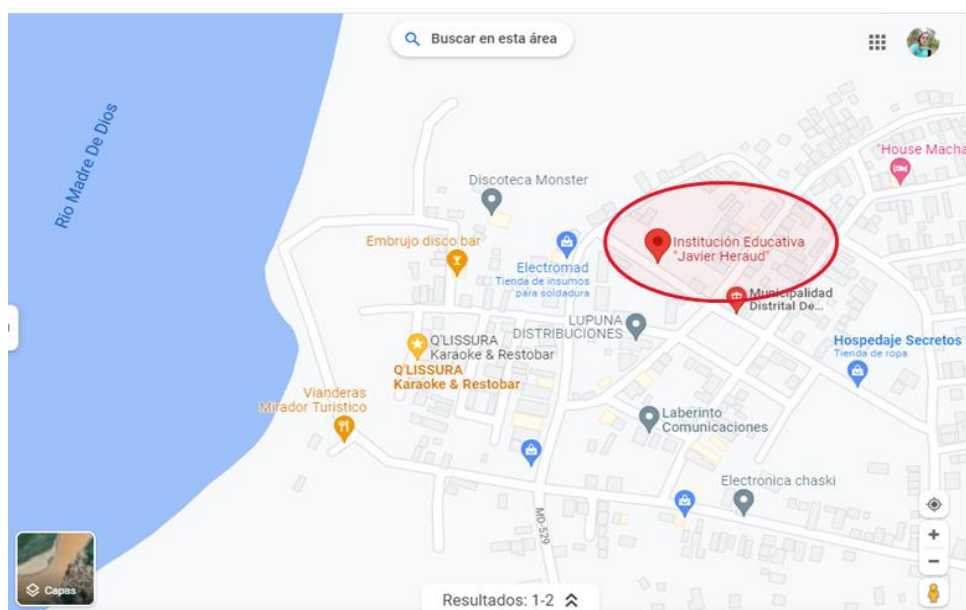 Buscar en esta área
Rio Madre De Dios
"House Macha
Discoteca Monster
Institución Educativa
"Javier Heraud"
Embrujo disco bar
Electromad
Tienda de insumos
para soldadura
Municipalidad
Distrital De...
LUPUNA
DISTRIBUCIONES
Q'LISSURA
Karaoke & Restobar
Q'LISSURA
Karaoke & Restobar
Hospedaje Secretos
Tienda de ropa
Vianderas
Mirador Turistico
Laberinto
Comunicaciones
Electronica chaski
MD-529
Capas
Resultados: 1-2